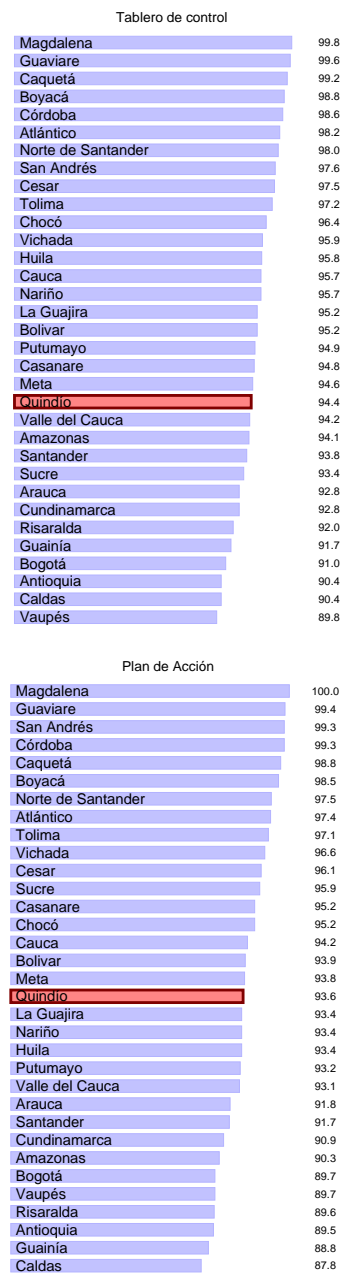 Tablero de control
Magdalena 99.8
Guaviare 99.6
Caquetá 99.2
Boyacá 98.8
Córdoba 98.6
Atlántico 98.2
Norte de Santander 98.0
San Andrés 97.6
Cesar 97.5
Tolima 97.2
Chocó 96.4
Vichada 95.9
Huila 95.8
Cauca 95.7
Nariño 95.7
La Guajira 95.2
Bolivar 95.2
Putumayo 94.9
Casanare 94.8
Meta 94.6
Quindío 94.4
Valle del Cauca 94.2
Amazonas 94.1
Santander 93.8
Sucre 93.4
Arauca 92.8
Cundinamarca 92.8
Risaralda 92.0
Guainía 91.7
Bogotá 91.0
Antioquia 90.4
Caldas 90.4
Vaupés 89.8
Plan de Acción
Magdalena 100.0
Guaviare 99.4
San Andrés 99.3
Córdoba 99.3
Caquetá 98.8
Boyacá 98.5
Norte de Santander 97.5
Atlántico 97.4
Tolima 97.1
Vichada 96.6
Cesar 96.1
Sucre 95.9
Casanare 95.2
Chocó 95.2
Cauca 94.2
Bolivar 93.9
Meta 93.8
Quindío 93.6
La Guajira 93.4
Nariño 93.4
Huila 93.4
Putumayo 93.2
Valle del Cauca 93.1
Arauca 91.8
Santander 91.7
Cundinamarca 90.9
Amazonas 90.3
Bogotá 89.7
Vaupés 89.7
Risaralda 89.6
Antioquia 89.5
Guainía 88.8
Caldas 87.8